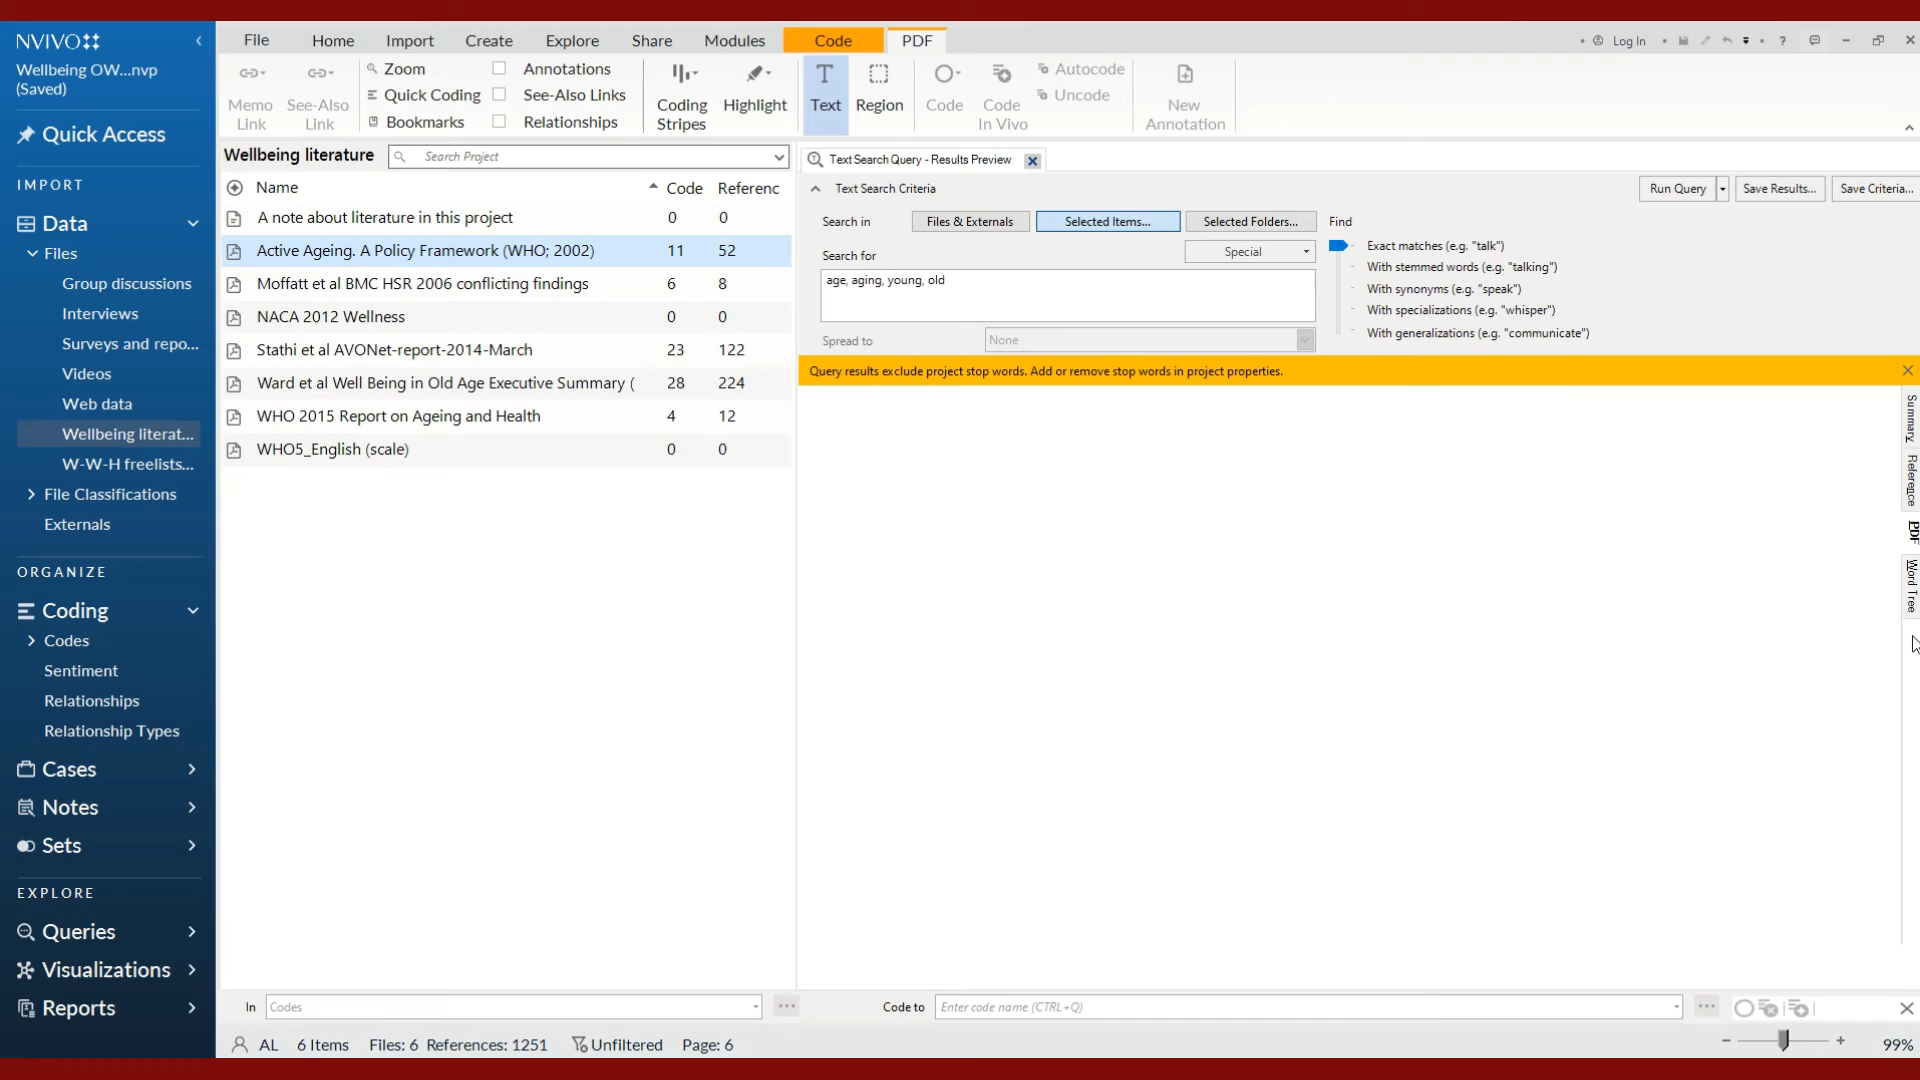 NVIVO
Wellbeing OW...nvp
(Saved)
Quick Access
IMPORT
Data
Files
Group discussions
Interviews
Surveys and repo...
Videos
Web data
Wellbeing literat...
W-W-H freelists...
File Classifications
Externals
ORGANIZE
Coding
Codes
Sentiment
Relationships
Relationship Types
Cases
Notes
Sets
EXPLORE
Queries
Visualizations
Reports
File Home Import Create Explore Share Modules Code PDF
Log In ?
Memo
Link
See-Also
Link
Zoom
Quick Coding
Bookmarks
Annotations
See-Also Links
Relationships
Coding
Stripes
Highlight
Text
Region
Code
Code
In Vivo
Autocode
Uncode
New
Annotation
Wellbeing literature
Search Project
Name Code Referenc
A note about literature in this project 0 0
Active Ageing. A Policy Framework (WHO; 2002) 11 52
Moffatt et al BMC HSR 2006 conflicting findings 6 8
NACA 2012 Wellness 0 0
Stathi et al AVONet-report-2014-March 23 122
Ward et al Well Being in Old Age Executive Summary ( 28 224
WHO 2015 Report on Ageing and Health 4 12
WHO5_English (scale) 0 0
Text Search Query - Results Preview
Text Search Criteria
Run Query
Save Results...
Save Criteria...
Search in
Files & Externals
Selected Items...
Selected Folders...
Find
Search for
Special
age, aging, young, old
Spread to
None
Exact matches (e.g. "talk")
With stemmed words (e.g. "talking")
With synonyms (e.g. "speak")
With specializations (e.g. "whisper")
With generalizations (e.g. "communicate")
Query results exclude project stop words. Add or remove stop words in project properties.
Summary
Reference
PDF
Word Tree
In
Codes
Code to
Enter code name (CTRL+Q)
AL 6 Items Files: 6 References: 1251 Unfiltered Page: 6
99%